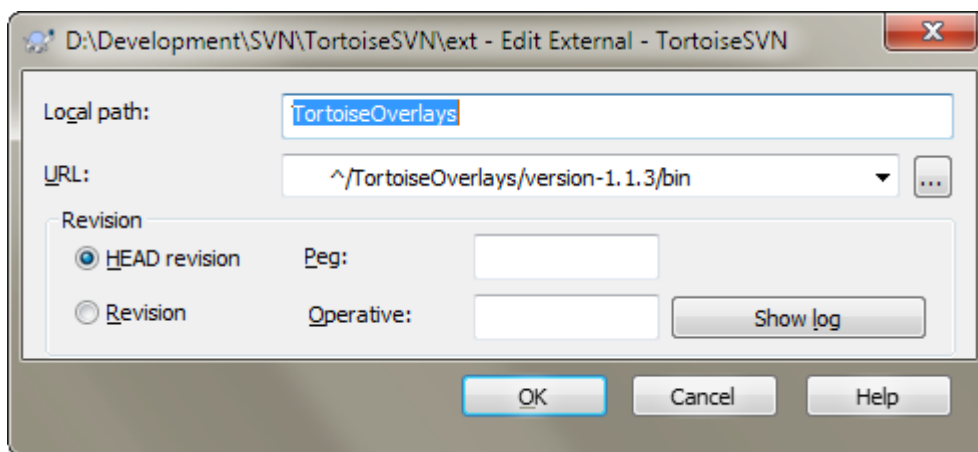 D:\Development\SVN\TortoiseSVN\ext - Edit External - TortoiseSVN
Local path: TortoiseOverlays
URL: ^/TortoiseOverlays/version-1.1.3/bin ...
Revision
HEAD revision Peg:
Revision Operative: Show log
OK Cancel Help